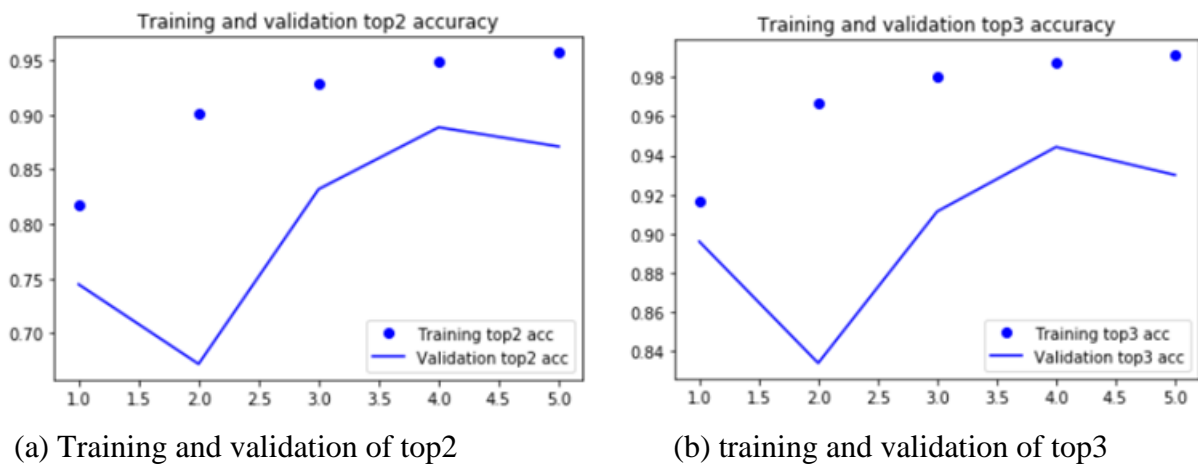 Training and validation top2 accuracy
0.95
0.90
0.85
0.80
0.75
0.70
Training top2 acc
Validation top2 acc
1.0 1.5 2.0 2.5 3.0 3.5 4.0 4.5 5.0
(a) Training and validation of top2
Training and validation top3 accuracy
0.98
0.96
0.94
0.92
0.90
0.88
0.86
0.84
Training top3 acc
Validation top3 acc
1.0 1.5 2.0 2.5 3.0 3.5 4.0 4.5 5.0
(b) training and validation of top3